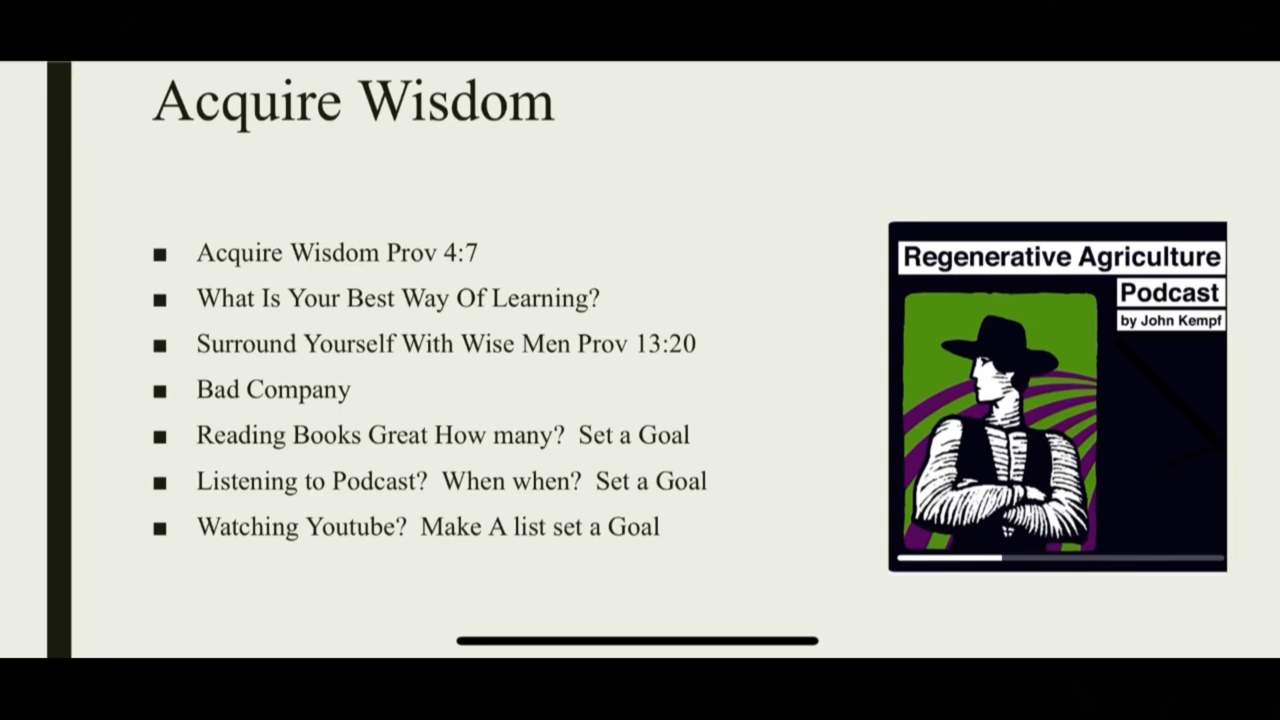 Acquire Wisdom
Acquire Wisdom Prov 4:7
What Is Your Best Way Of Learning?
Surround Yourself With Wise Men Prov 13:20
Bad Company
Reading Books Great How many?  Set a Goal
Listening to Podcast?  When when?  Set a Goal
Watching Youtube?  Make A list set a Goal
Regenerative Agriculture
Podcast
by John Kempf